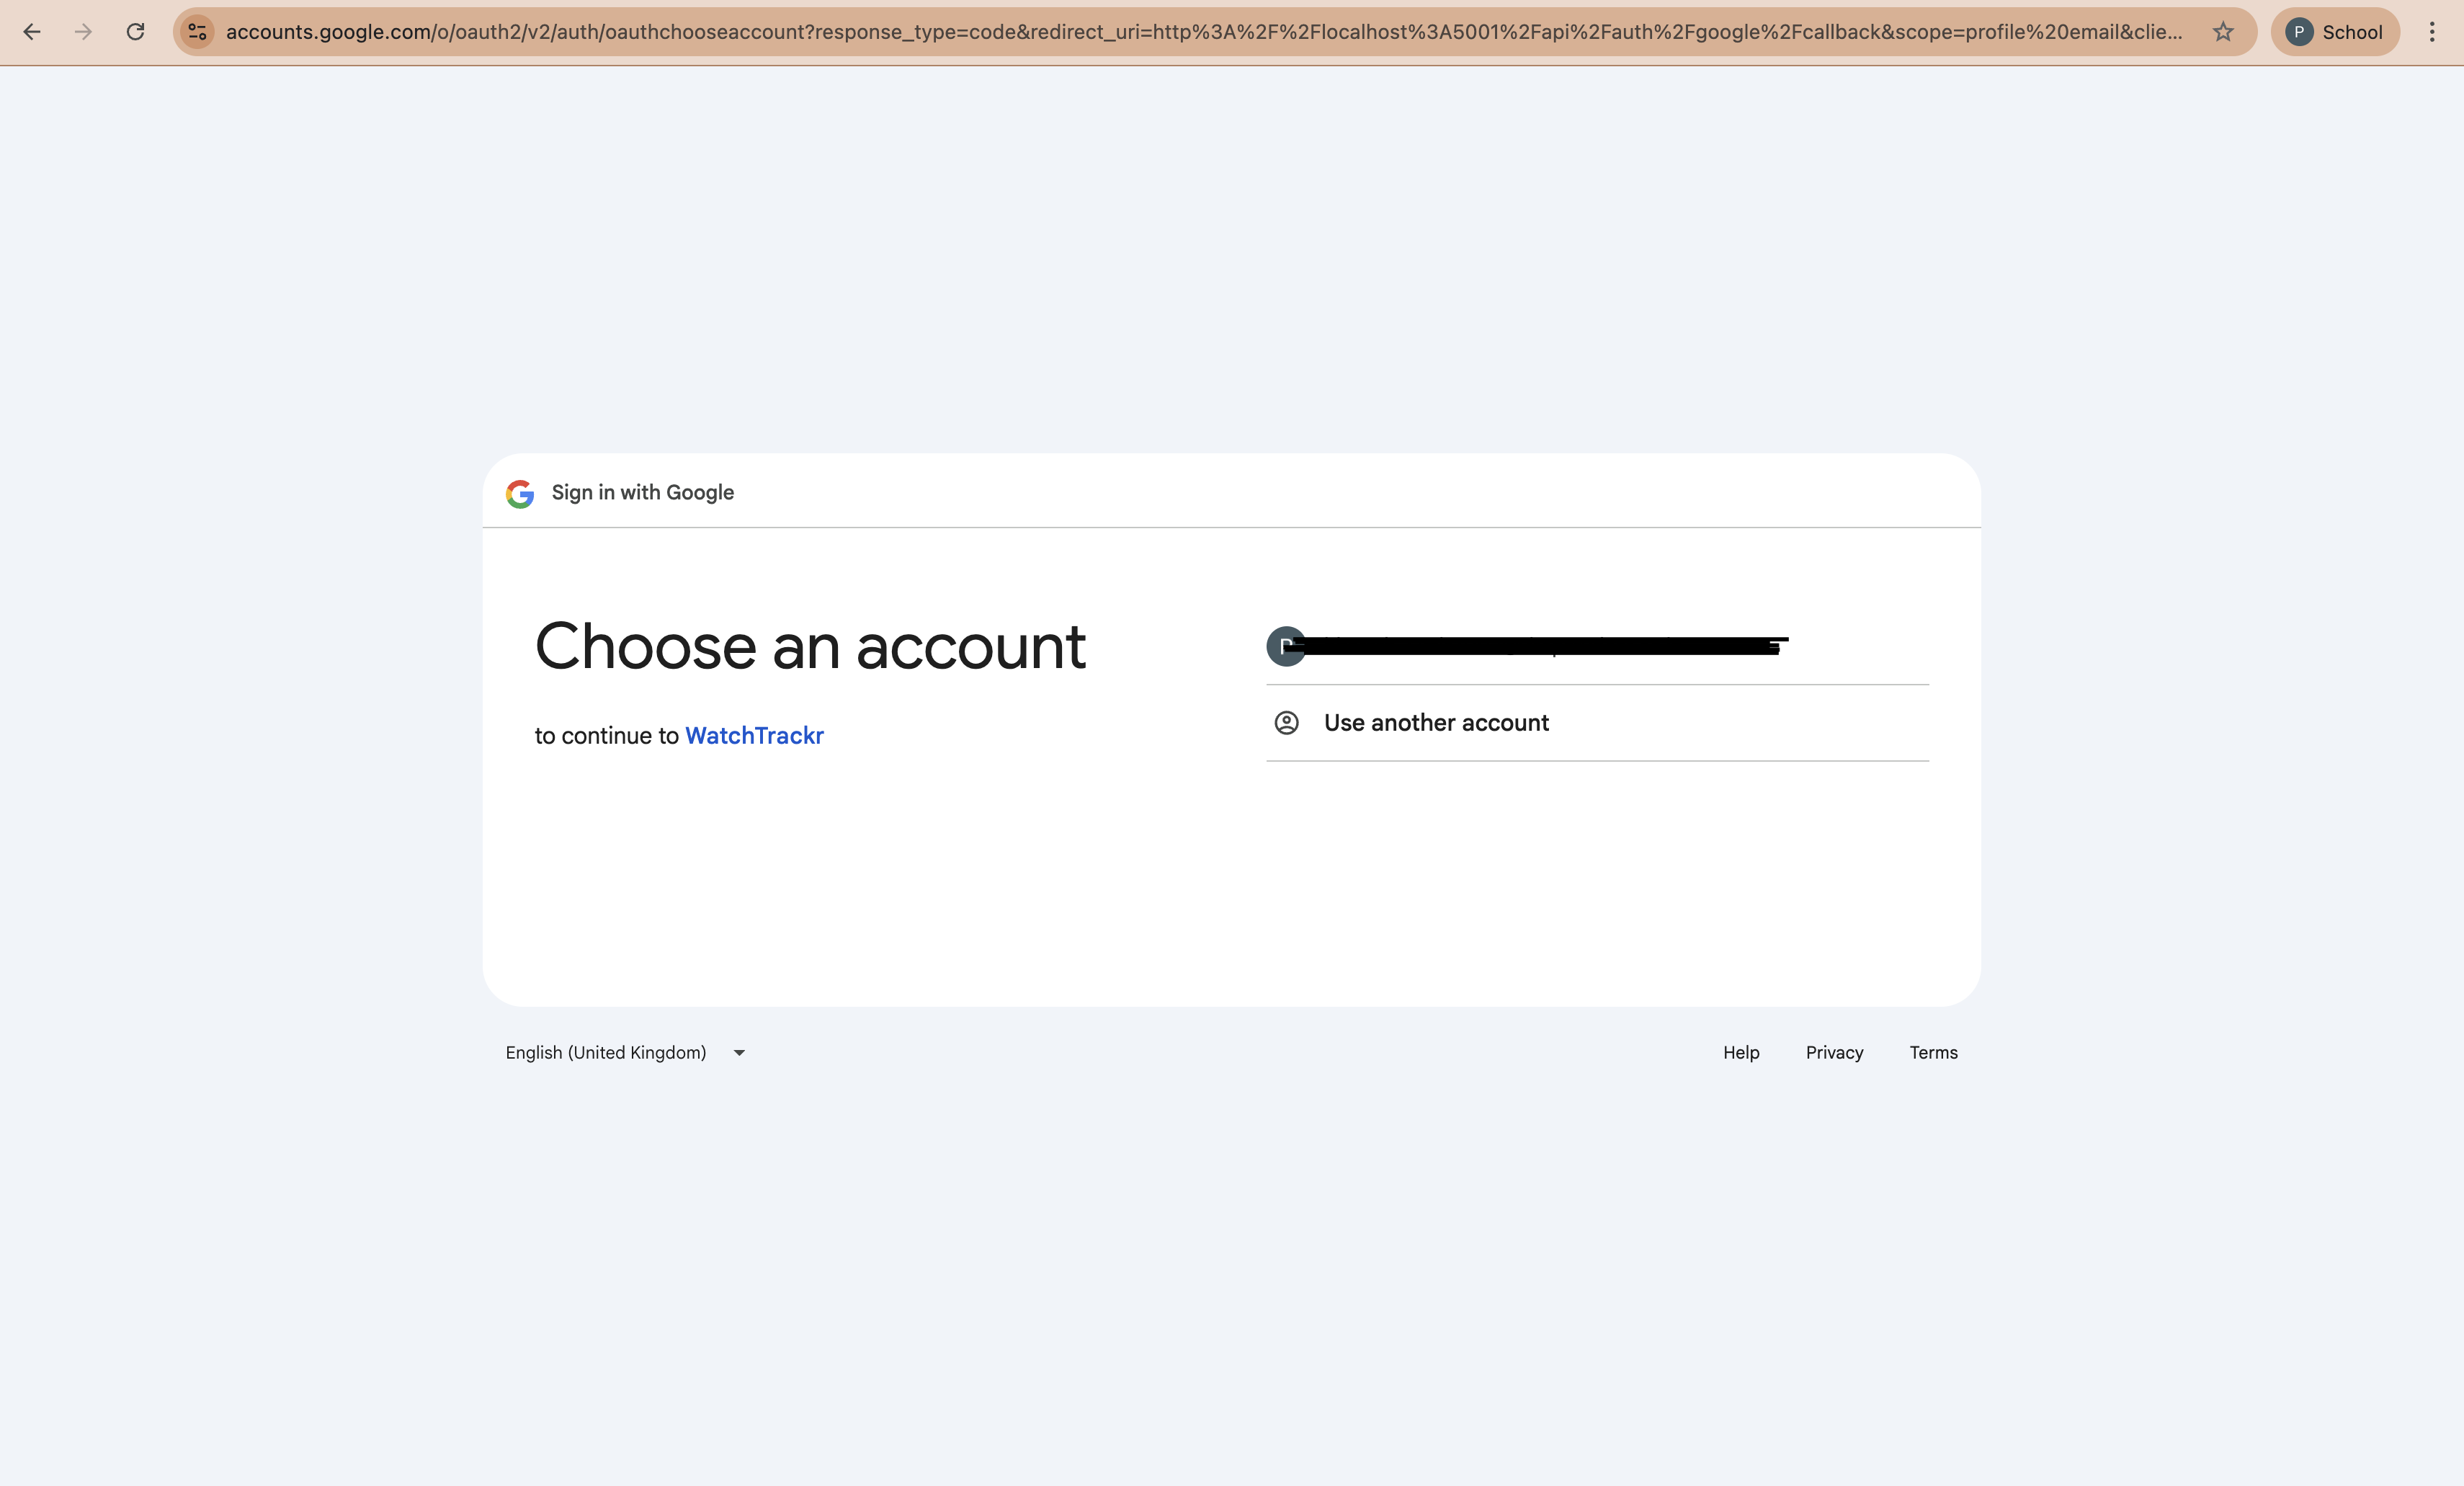 accounts.google.com/o/oauth2/v2/auth/oauthchooseaccount?response_type=code&redirect_uri=http%3A%2F%2Flocalhost%3A5001%2Fapi%2Fauth%2Fgoogle%2Fcallback&scope=profile%20email&clie...
P School
Sign in with Google
Choose an account
to continue to WatchTrackr
P
Use another account
English (United Kingdom)
Help Privacy Terms